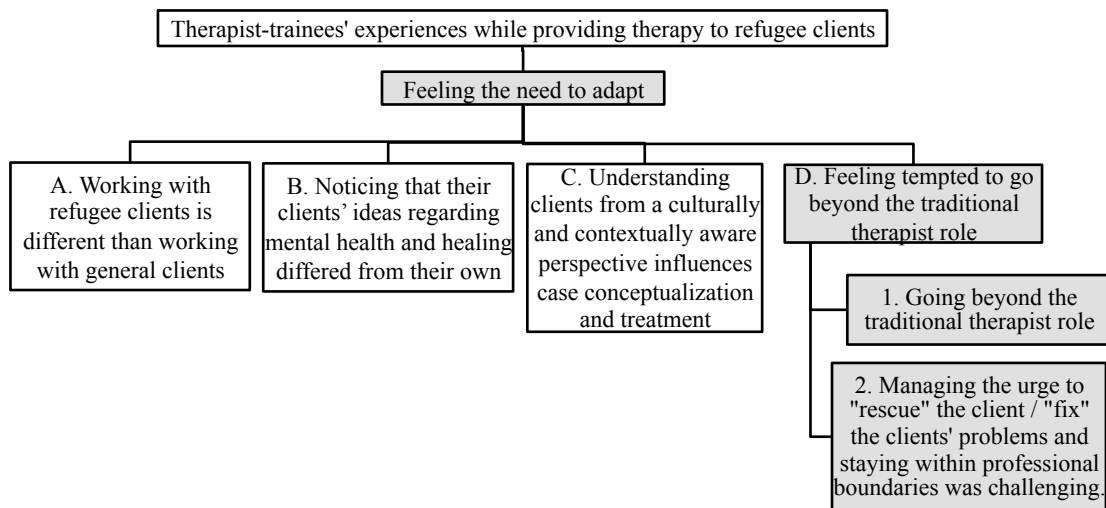 Therapist-trainees' experiences while providing therapy to refugee clients
Feeling the need to adapt
A. Working with
refugee clients is
different than working
with general clients
B. Noticing that their
clients’ ideas regarding
mental health and healing
differed from their own
C. Understanding
clients from a culturally
and contextually aware
perspective influences
case conceptualization
and treatment
D. Feeling tempted to go
beyond the traditional
therapist role
1. Going beyond the
traditional therapist role
2. Managing the urge to
"rescue" the client / "fix"
the clients' problems and
staying within professional
boundaries was challenging.